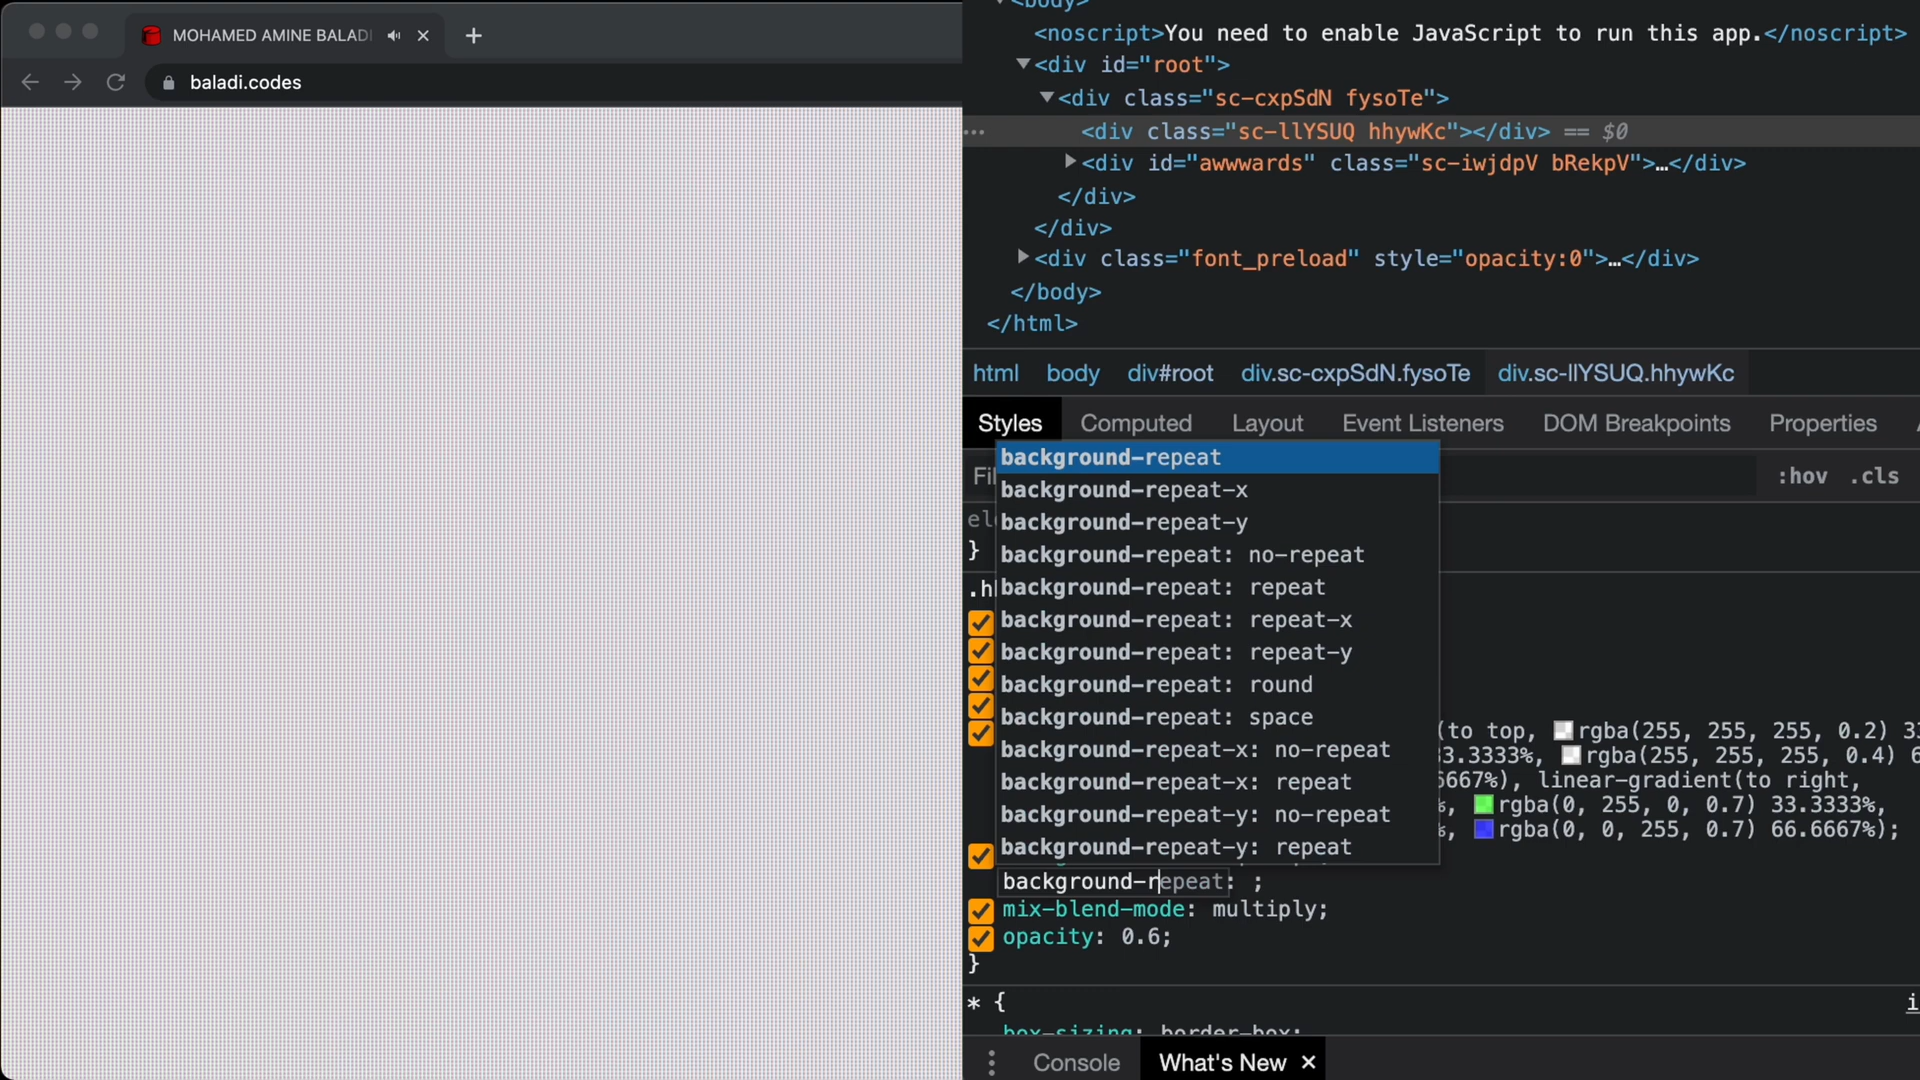 MOHAMED AMINE BALADI
baladi.codes
<body>
<noscript>You need to enable JavaScript to run this app.</noscript>
<div id="root">
<div class="sc-cxpSdN fysoTe">
<div class="sc-llYSUQ hhywKc"></div> == $0
<div id="awwwards" class="sc-iwjdpV bRekpV">…</div>
</div>
</div>
<div class="font_preload" style="opacity:0">…</div>
</body>
</html>
html body div#root div.sc-cxpSdN.fysoTe div.sc-llYSUQ.hhywKc
Styles Computed Layout Event Listeners DOM Breakpoints Properties
:hov .cls
}
background-repeat
background-repeat-x
background-repeat-y
background-repeat: no-repeat
background-repeat: repeat
background-repeat: repeat-x
background-repeat: repeat-y
background-repeat: round
background-repeat: space
(to top, rgba(255, 255, 255, 0.2) 33
background-repeat-x: no-repeat 33.3333%, rgba(255, 255, 255, 0.4) 6
background-repeat-x: repeat 6667%), linear-gradient(to right,
background-repeat-y: no-repeat %, rgba(0, 255, 0, 0.7) 33.3333%,
background-repeat-y: repeat %, rgba(0, 0, 255, 0.7) 66.6667%);
background-repeat: ;
mix-blend-mode: multiply;
opacity: 0.6;
}
* {
box-sizing: border-box;
Console What's New